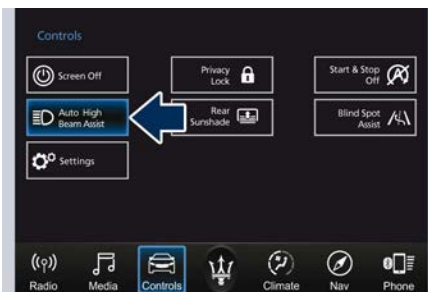 Controls
Screen Off
Privacy
Lock
Start & Stop
Off
Auto High
Beam Assist
Rear
Sunshade
Blind Spot
Assist
Settings
Radio
Media
Controls
Climate
Nav
Phone